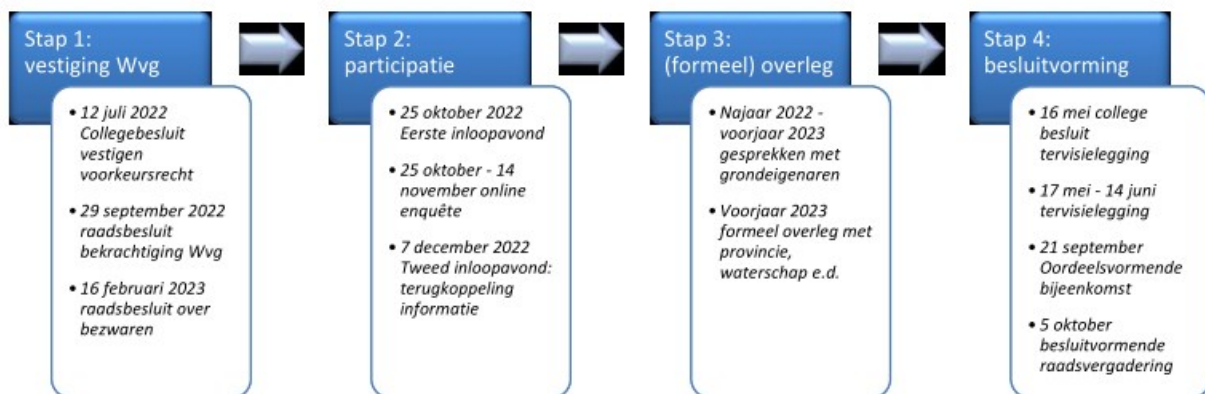 Stap 1:
vestiging Wvg
• 12 juli 2022
Collegebesluit
vestigen
voorkeursrecht
• 29 september 2022
raadsbesluit
bekrachtiging Wvg
• 16 februari 2023
raadsbesluit over
bezwaren
Stap 2:
participatie
• 25 oktober 2022
Eerste inloopavond
• 25 oktober - 14
november online
enquête
• 7 december 2022
Tweed inloopavond:
terugkoppeling
informatie
Stap 3:
(formeel) overleg
• Najaar 2022 -
voorjaar 2023
gesprekken met
grondeigenaren
• Voorjaar 2023
formeel overleg met
provincie,
waterschap e.d.
Stap 4:
besluitvorming
• 16 mei college
besluit
tervisielegging
• 17 mei - 14 juni
tervisielegging
• 21 september
Oordeelsvormende
bijeenkomst
• 5 oktober
besluitvormende
raadsvergadering